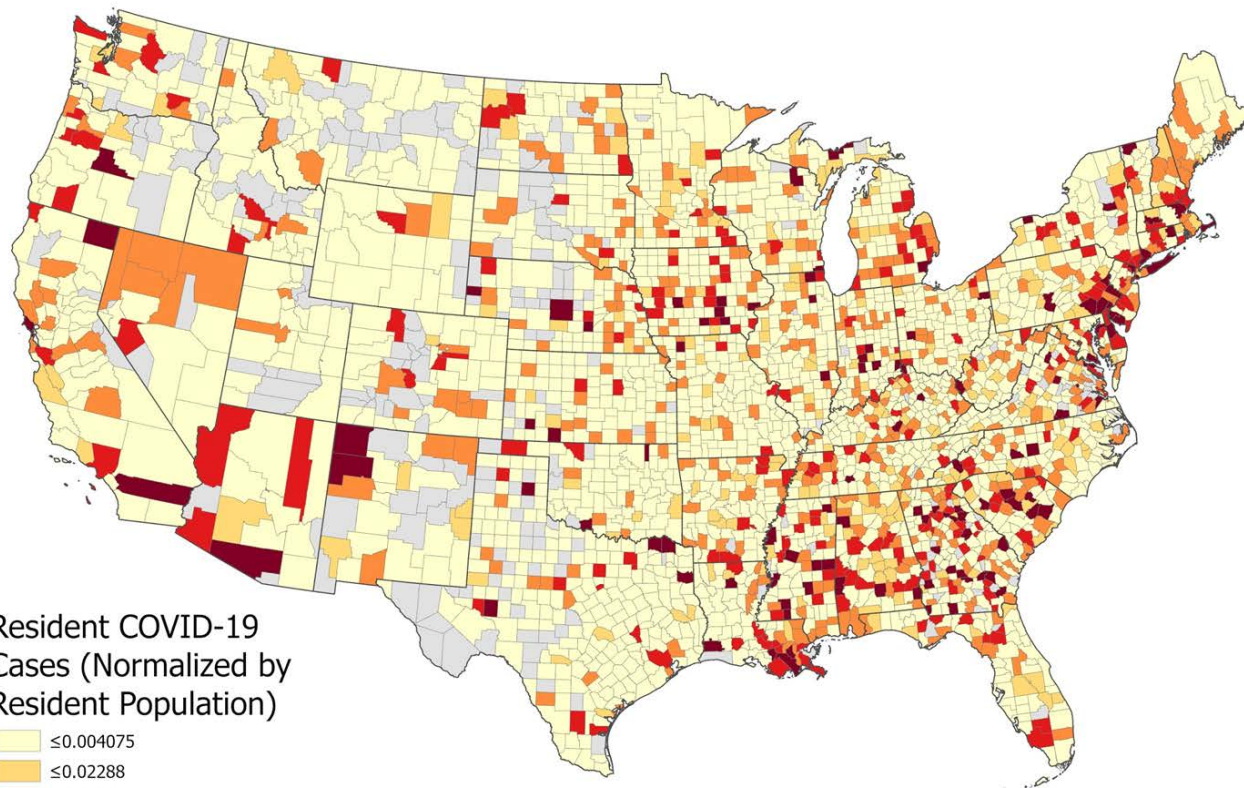 Resident COVID-19
Cases (Normalized by
Resident Population)
≤0.004075
≤0.02288